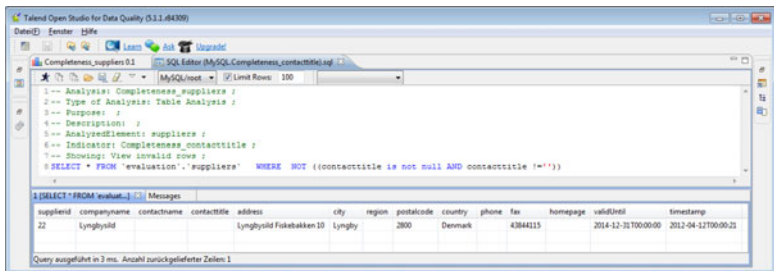 Talend Open Studio for Data Quality (5.1.1.r84309)
Datei(F) Fenster Hilfe
Learn Ask Upgrade!
Completeness_suppliers 0.1 SQL Editor (MySQL.Completeness_contacttitle).sql
MySQL/root Limit Rows: 100
1 -- Analysis: Completeness_suppliers ;
2 -- Type of Analysis: Table Analysis ;
3 -- Purpose: ;
4 -- Description: ;
5 -- AnalyzedElement: suppliers ;
6 -- Indicator: Completeness_contacttitle ;
7 -- Showing: View invalid rows ;
8 SELECT * FROM `evaluation`.`suppliers` WHERE NOT ((contacttitle is not null AND contacttitle !=''))
1 [SELECT * FROM `evaluat...] Messages
supplierid companyname contactname contacttitle address city region postalcode country phone fax homepage validUntil timestamp
22 Lyngbysild Lyngbysild Fiskebakken 10 Lyngby 2800 Denmark 43844115 2014-12-31T00:00:00 2012-04-12T00:00:21
Query ausgeführt in 3 ms. Anzahl zurückgelieferter Zeilen: 1